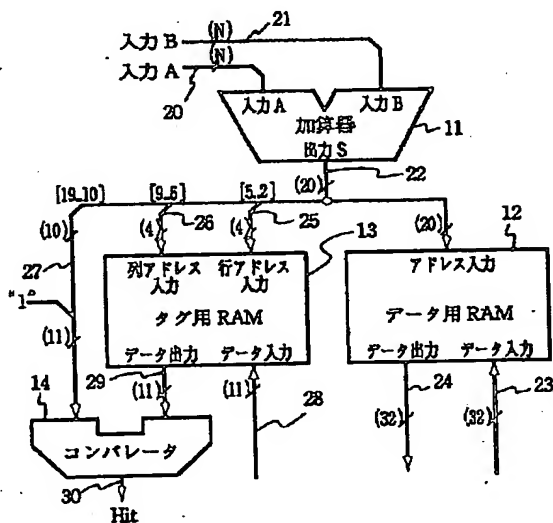 入力 B (N) 21
入力 A (N)
20
入力 A 入力 B
加算器
出力 S
11
(20) 22
[19..10] [9..6] [5..2]
(10) (4) 26 (4) 25 (20) 12
27 13
列アドレス 行アドレス アドレス入力
入力 入力
"1"
タグ用 RAM データ用 RAM
(11)
データ出力 データ入力 データ出力 データ入力
29
14 (11) (11) 28 24 23
(32) (32)
コンパレータ
30
Hit